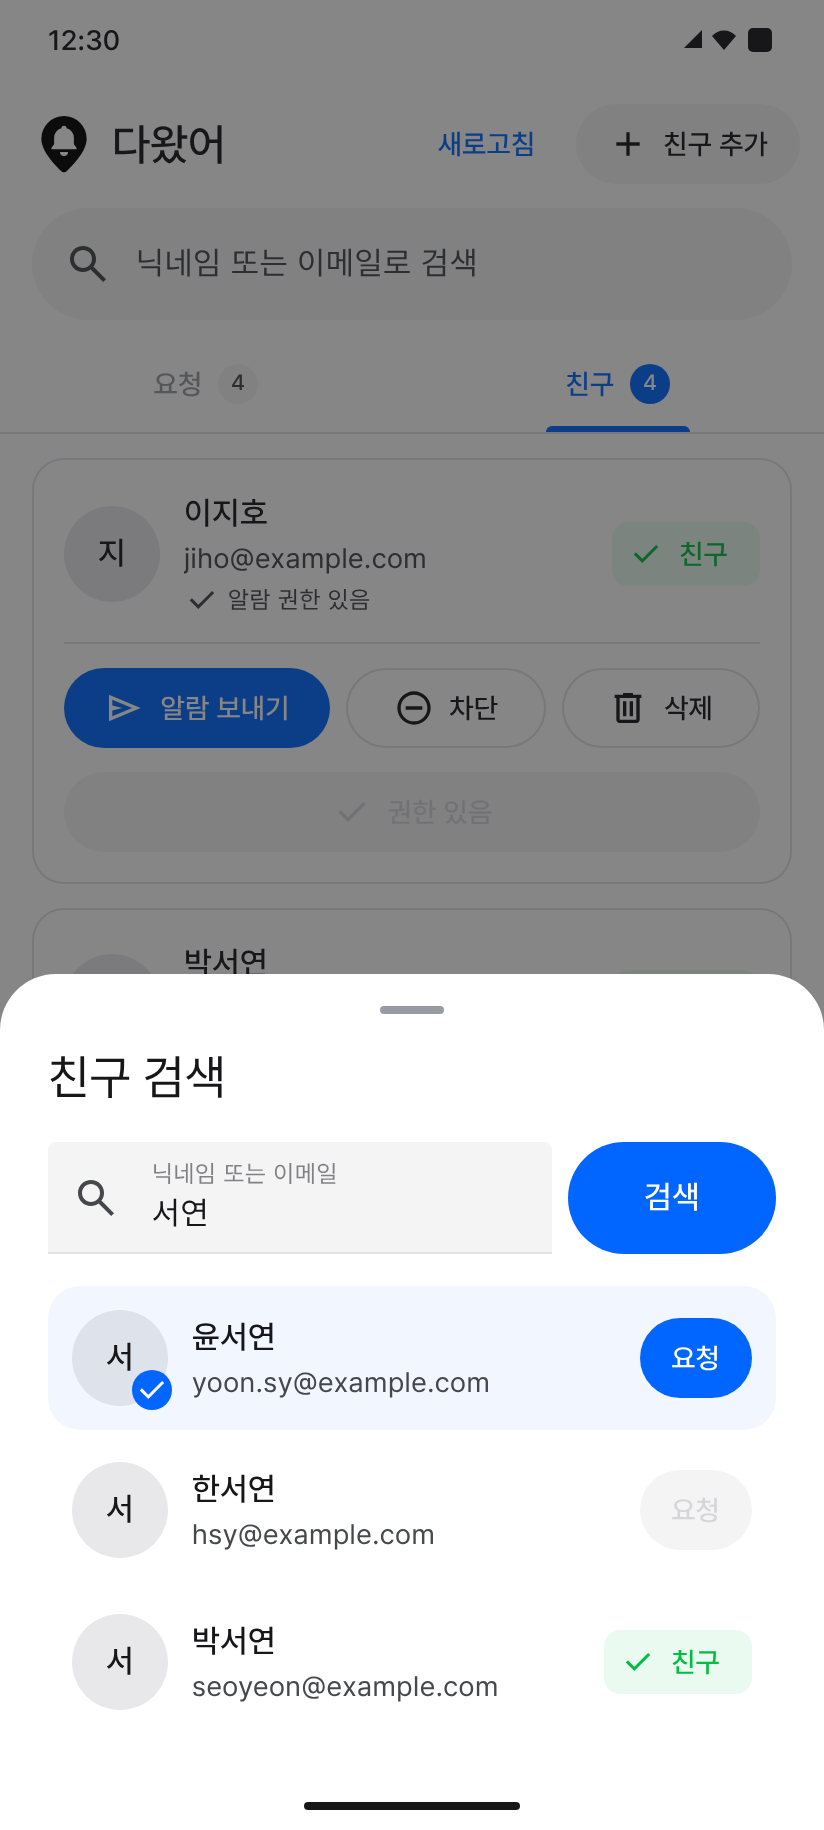 12:30
다왔어
새로고침
친구 추가
닉네임 또는 이메일로 검색
요청 4
친구 4
지
이지호
jiho@example.com
알람 권한 있음
친구
알람 보내기
차단
삭제
권한 있음
박서연
친구 검색
닉네임 또는 이메일
서연
검색
서
윤서연
yoon.sy@example.com
요청
서
한서연
hsy@example.com
요청
서
박서연
seoyeon@example.com
친구